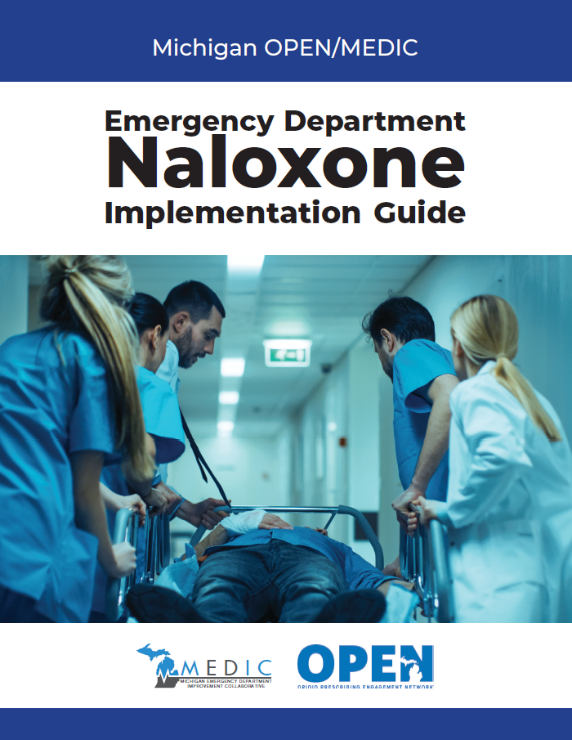 Michigan OPEN/MEDIC
Emergency Department
Naloxone
Implementation Guide
MEDIC
MICHIGAN EMERGENCY DEPARTMENT
IMPROVEMENT COLLABORATIVE
OPEN
OPIOID PRESCRIBING ENGAGEMENT NETWORK